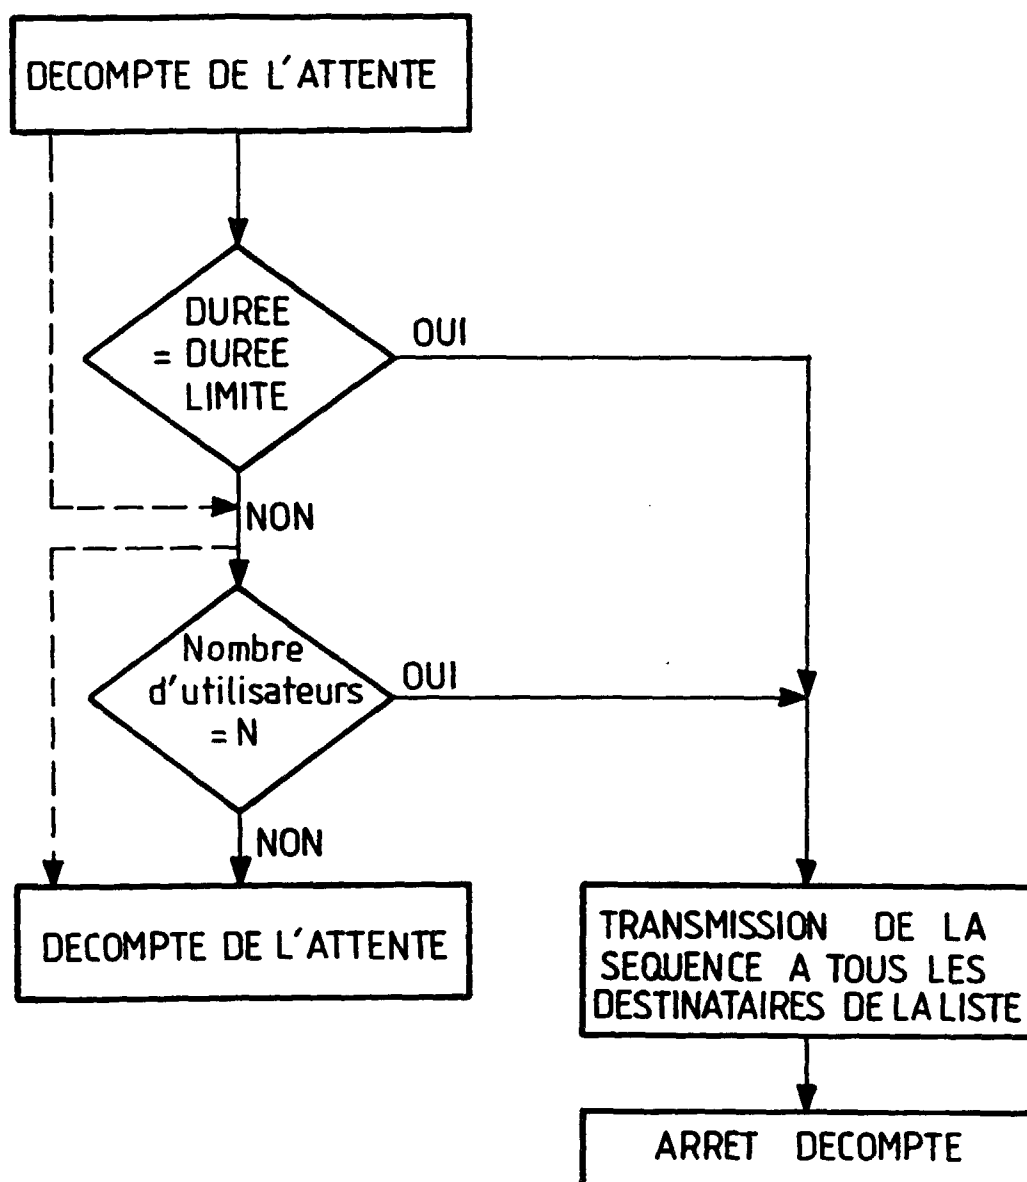 DECOMPTE DE L'ATTENTE
DUREE
= DUREE
LIMITE
OUI
NON
Nombre
d'utilisateurs
= N
OUI
NON
DECOMPTE DE L'ATTENTE
TRANSMISSION DE LA
SEQUENCE A TOUS LES
DESTINATAIRES DE LA LISTE
ARRET DECOMPTE